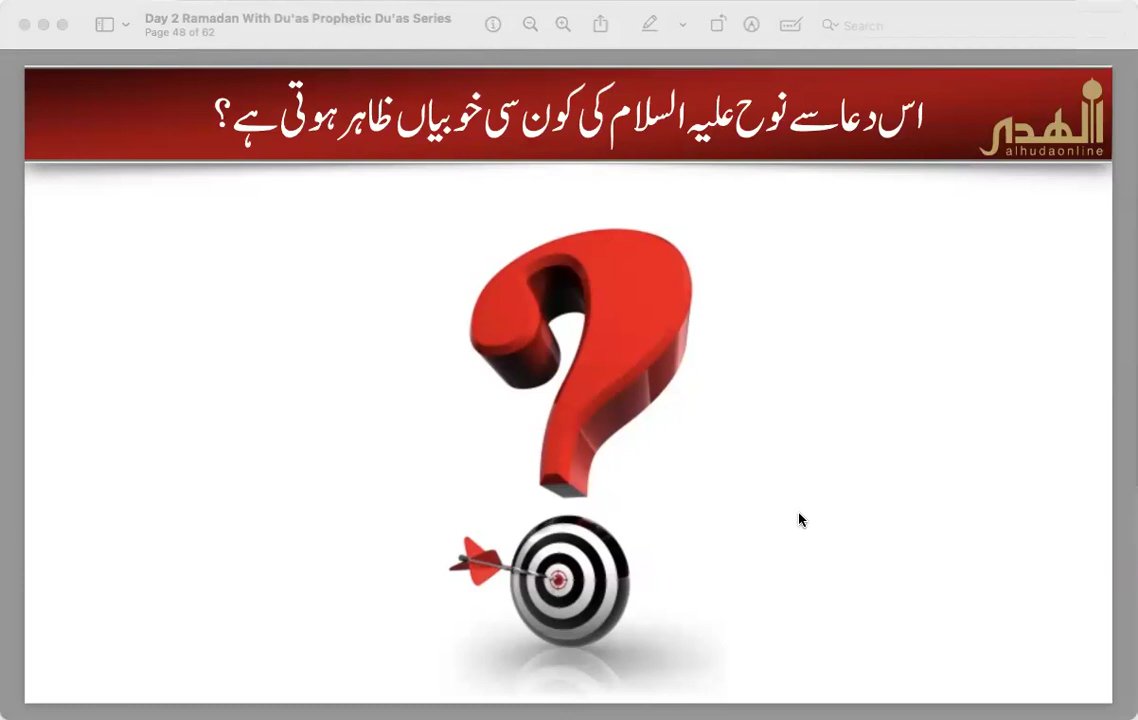 Day 2 Ramadan With Du'as Prophetic Du'as Series
Page 48 of 62
Search
اس دعا سے نوح علیہ السلام کی کون سی خوبیاں ظاہر ہوتی ہے؟
الهدى
alhudaonline